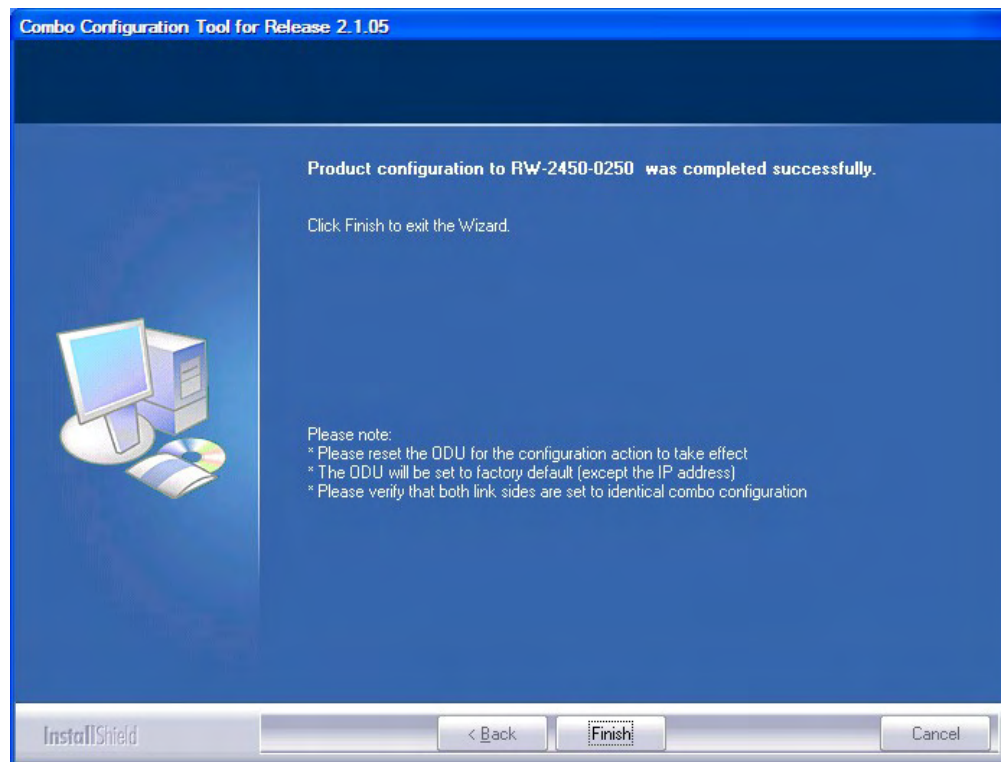 Combo Configuration Tool for Release 2.1.05
Product configuration to RW-2450-0250 was completed successfully.
Click Finish to exit the Wizard.
Please note:
* Please reset the ODU for the configuration action to take effect
* The ODU will be set to factory default (except the IP address)
* Please verify that both link sides are set to identical combo configuration
InstallShield
< Back
Finish
Cancel